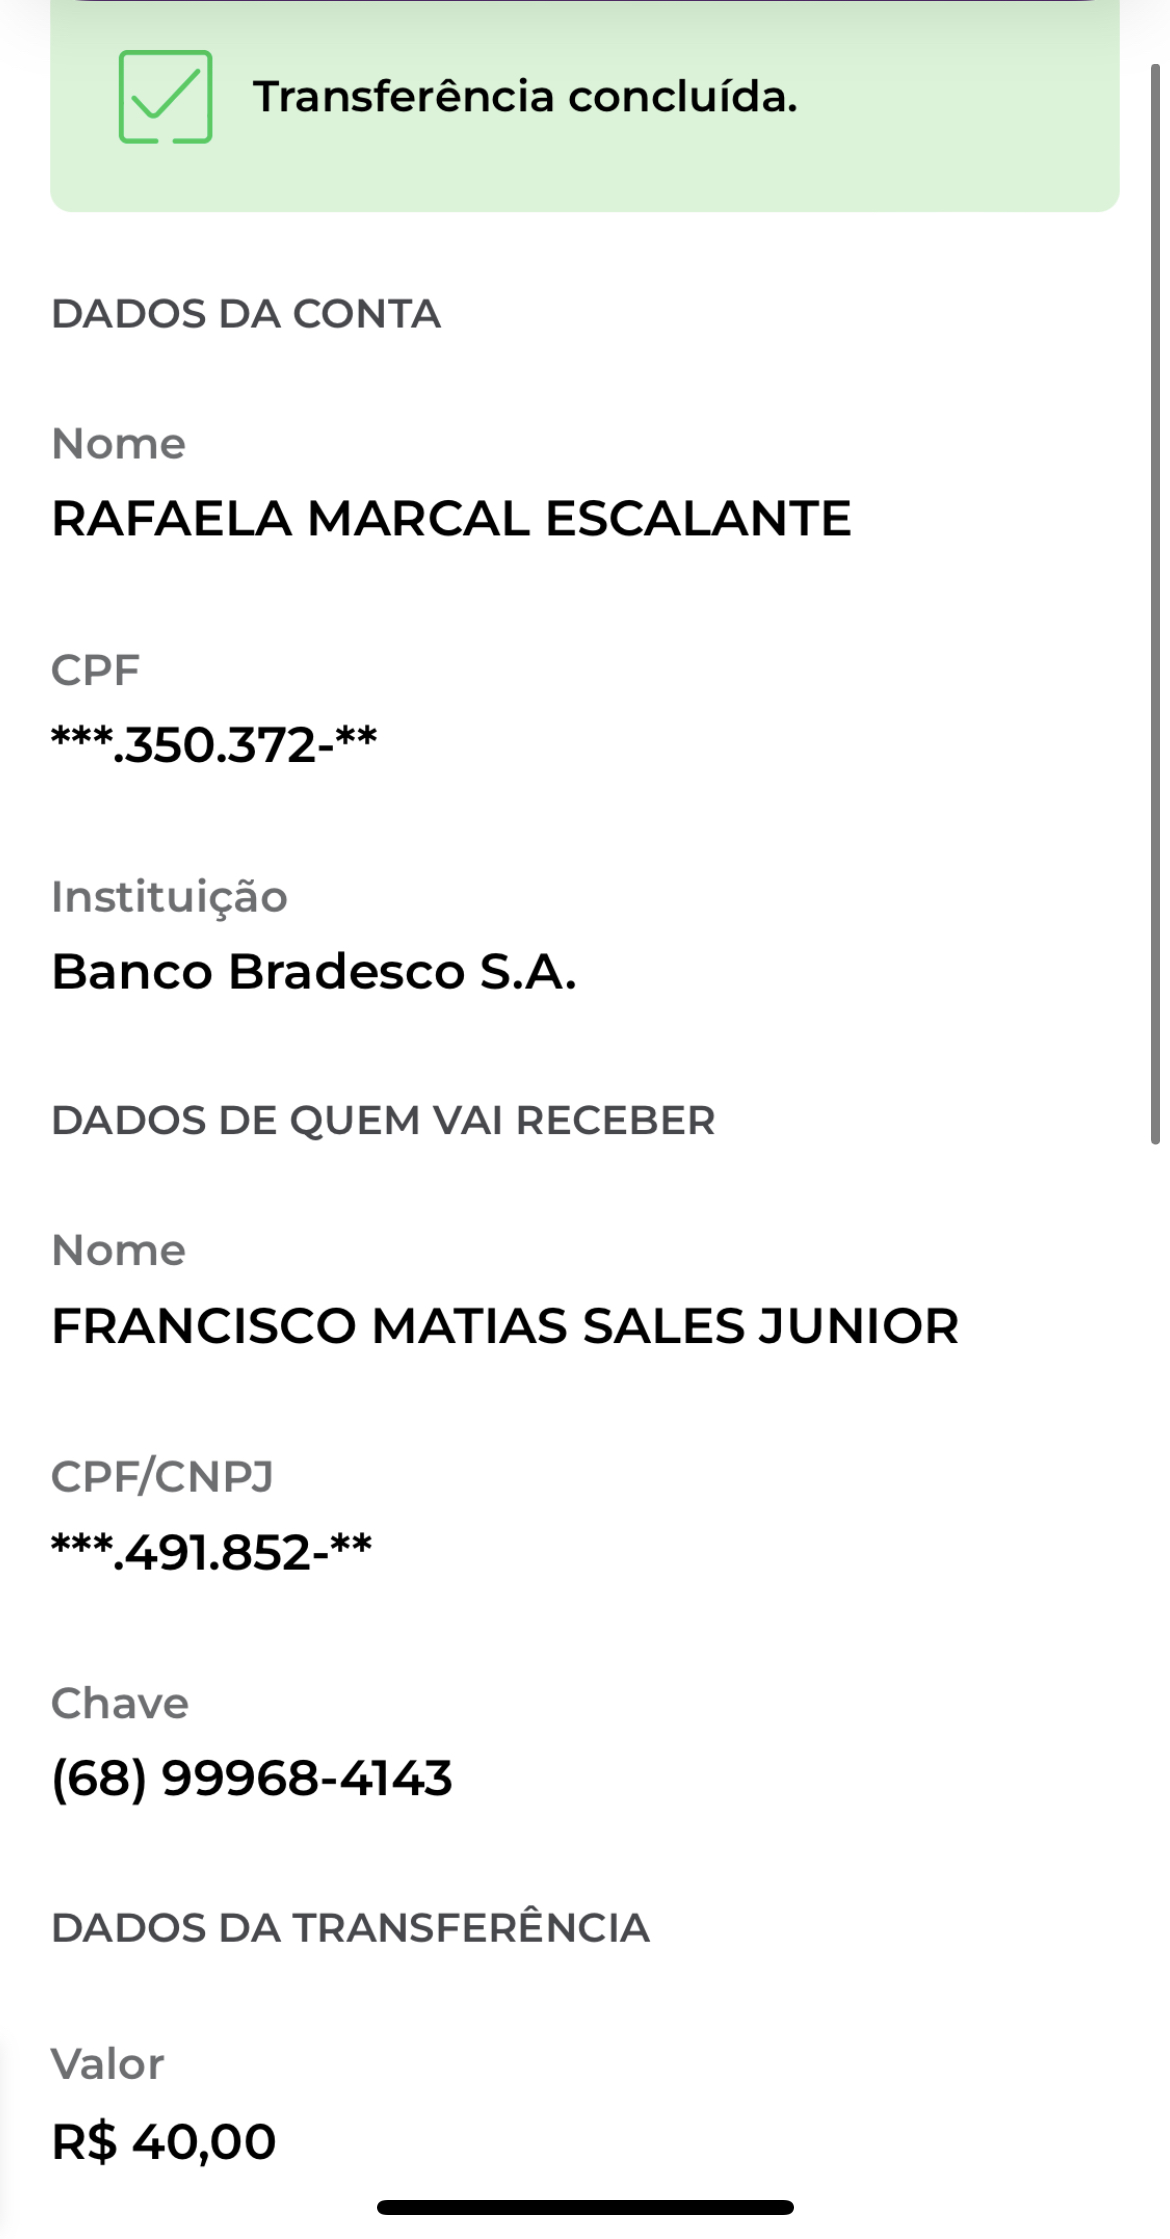 Transferência concluída.
DADOS DA CONTA
Nome
RAFAELA MARCAL ESCALANTE
CPF
***.350.372-**
Instituição
Banco Bradesco S.A.
DADOS DE QUEM VAI RECEBER
Nome
FRANCISCO MATIAS SALES JUNIOR
CPF/CNPJ
***.491.852-**
Chave
(68) 99968-4143
DADOS DA TRANSFERÊNCIA
Valor
R$ 40,00